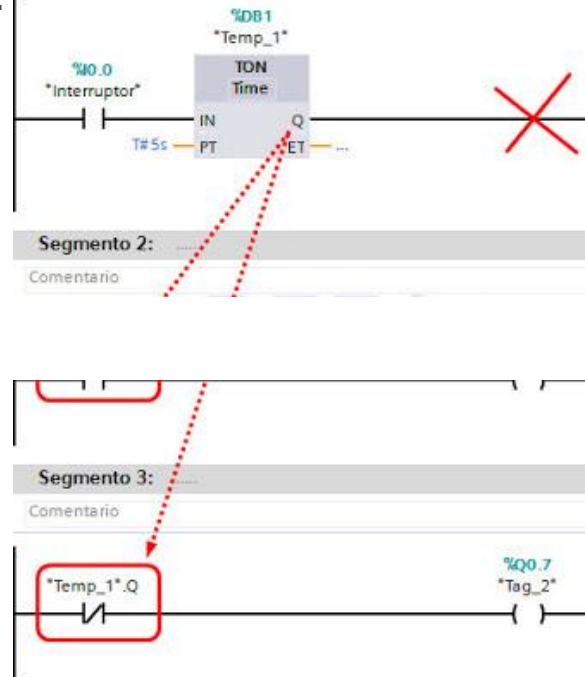 %DB1
"Temp_1"
%I0.0
"Interruptor"
TON
Time
IN Q
T#5s PT ET ...
Segmento 2: ......
Comentario
Segmento 3: ......
Comentario
"Temp_1".Q
%Q0.7
"Tag_2"